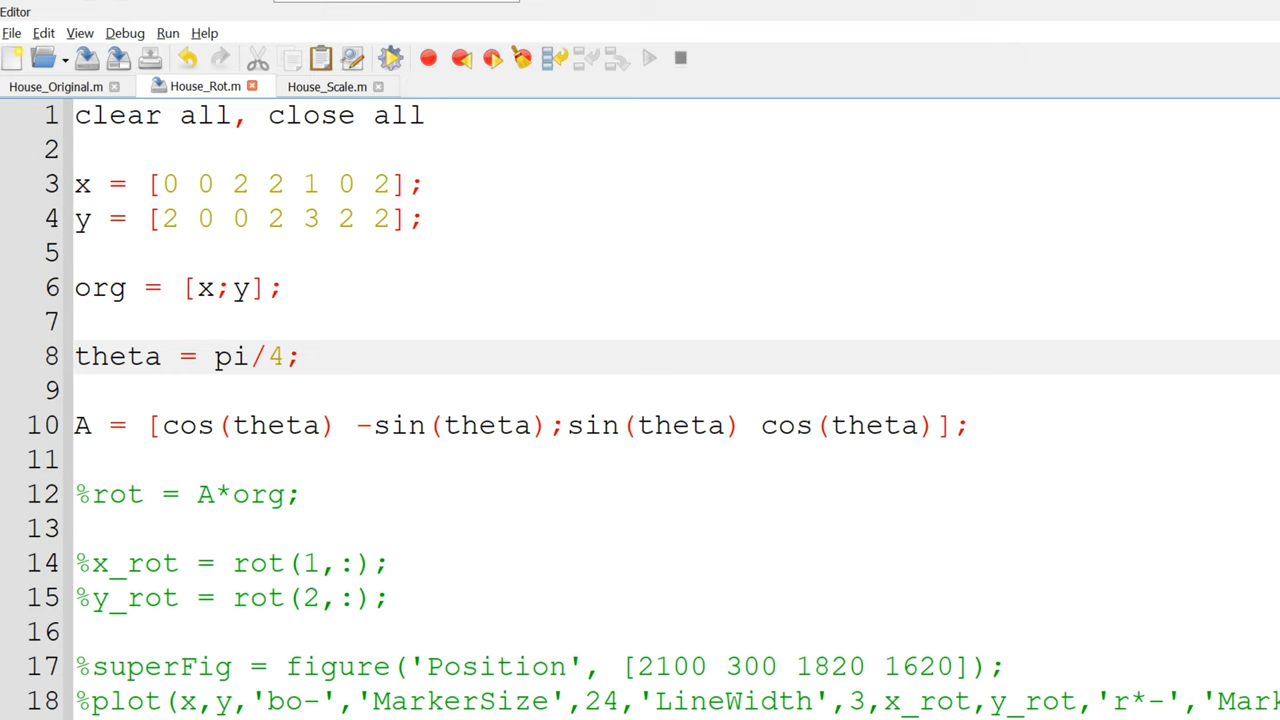 Editor
File Edit View Debug Run Help
House_Original.m House_Rot.m House_Scale.m
1 clear all, close all
2
3 x = [0 0 2 2 1 0 2];
4 y = [2 0 0 2 3 2 2];
5
6 org = [x;y];
7
8 theta = pi/4;
9
10 A = [cos(theta) -sin(theta);sin(theta) cos(theta)];
11
12 %rot = A*org;
13
14 %x_rot = rot(1,:);
15 %y_rot = rot(2,:);
16
17 %superFig = figure('Position', [2100 300 1820 1620]);
18 %plot(x,y,'bo-','MarkerSize',24,'LineWidth',3,x_rot,y_rot,'r*-','Mark